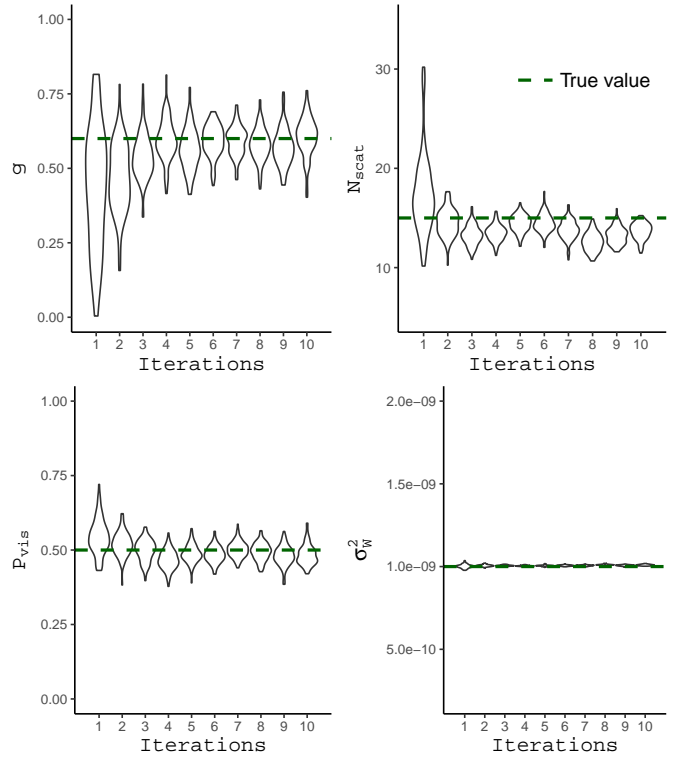 1.00
0.75
0.50
0.25
0.00
g
1 2 3 4 5 6 7 8 9 10
Iterations
30
20
10
N_scat
True value
1 2 3 4 5 6 7 8 9 10
Iterations
1.00
0.75
0.50
0.25
0.00
P_vis
1 2 3 4 5 6 7 8 9 10
Iterations
2.0e−09
1.5e−09
1.0e−09
5.0e−10
σ²_W
1 2 3 4 5 6 7 8 9 10
Iterations